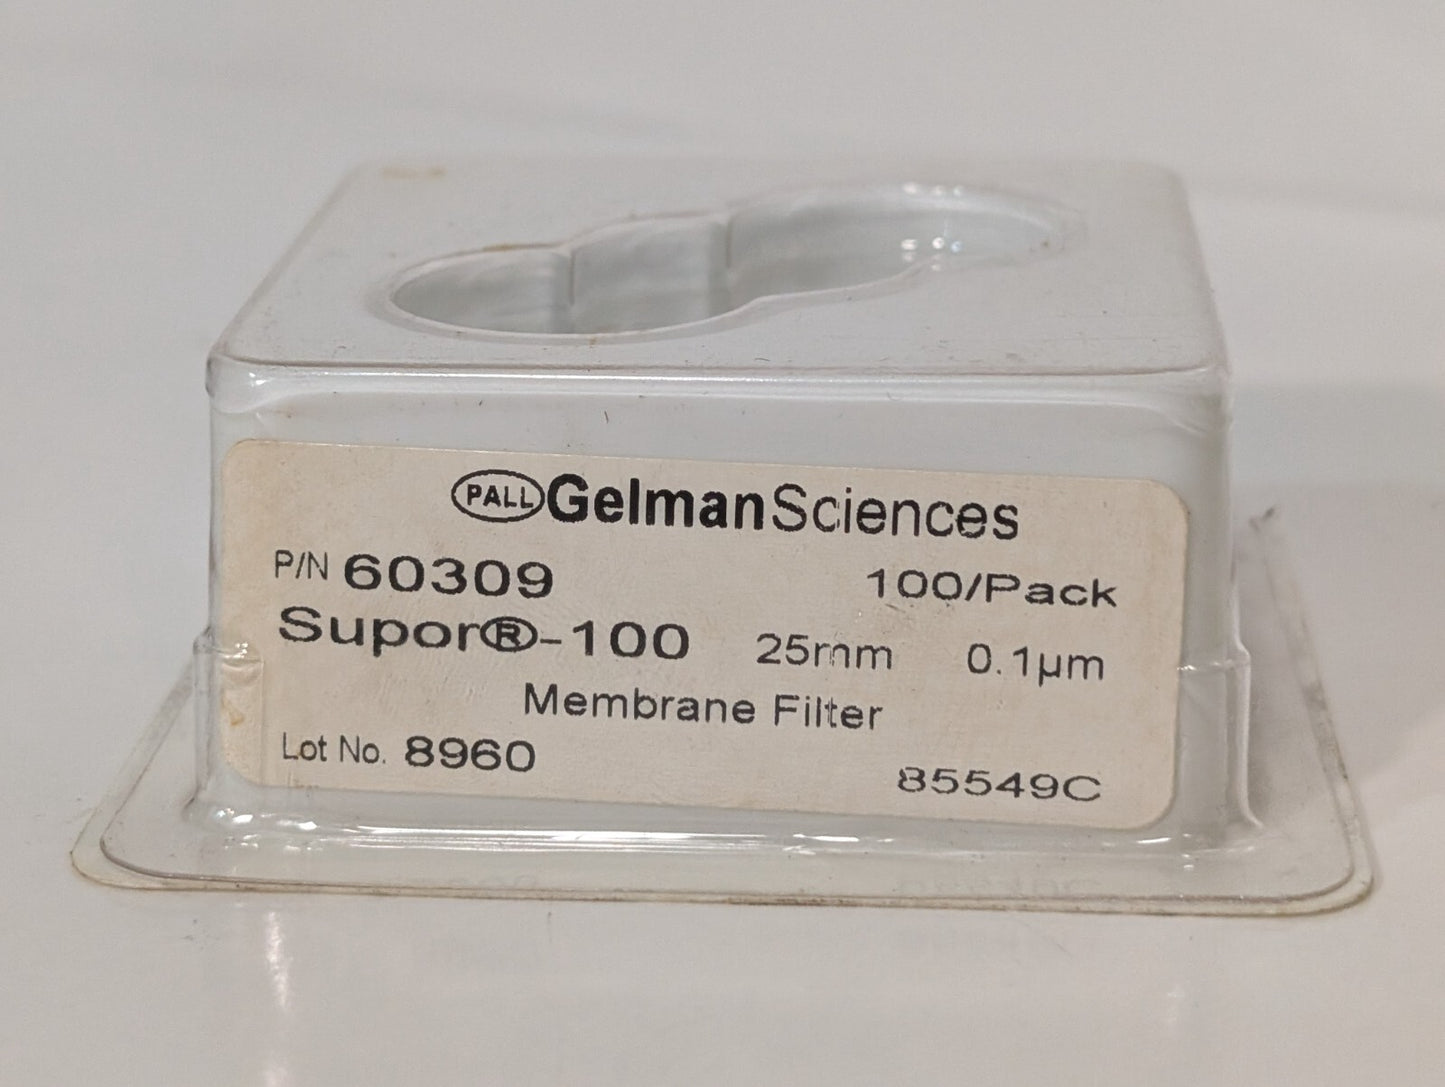 PALL GelmanSciences
P/N 60309 100/Pack
Supor®-100 25mm 0.1µm
Membrane Filter
Lot No. 8960
85549C